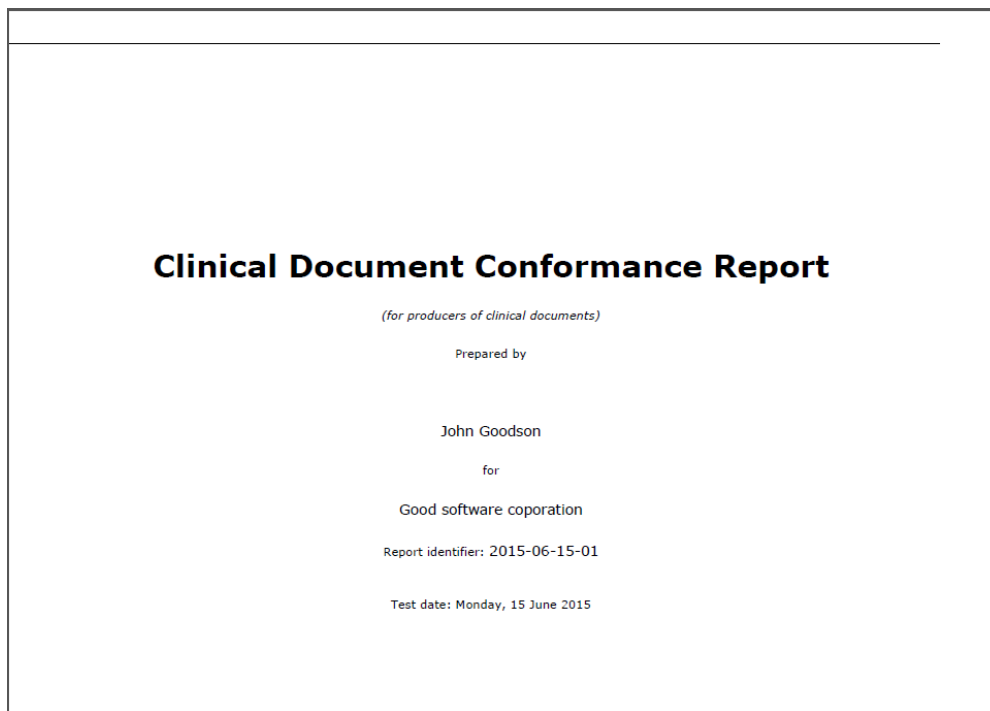 Clinical Document Conformance Report
(for producers of clinical documents)
Prepared by
John Goodson
for
Good software coporation
Report identifier: 2015-06-15-01
Test date: Monday, 15 June 2015